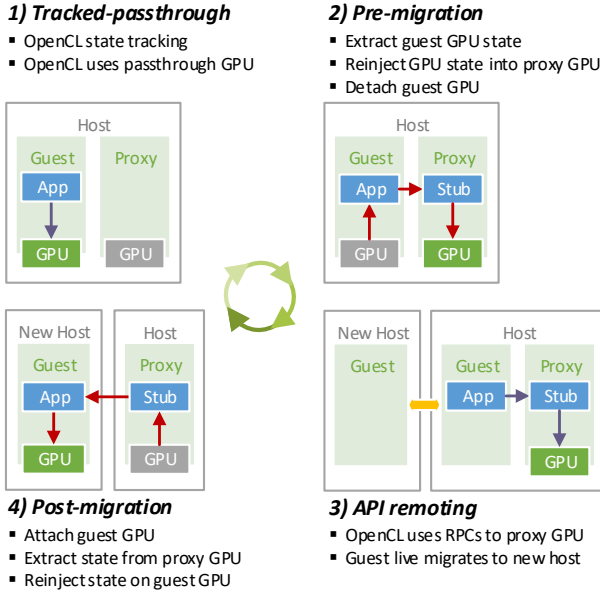 1) Tracked-passthrough
▪ OpenCL state tracking
▪ OpenCL uses passthrough GPU
Host
Guest Proxy
App
GPU GPU
2) Pre-migration
▪ Extract guest GPU state
▪ Reinject GPU state into proxy GPU
▪ Detach guest GPU
Host
Guest Proxy
App Stub
GPU GPU
New Host Host
Guest Proxy
App Stub
GPU GPU
4) Post-migration
▪ Attach guest GPU
▪ Extract state from proxy GPU
▪ Reinject state on guest GPU
New Host Host
Guest Guest Proxy
App Stub
GPU
3) API remoting
▪ OpenCL uses RPCs to proxy GPU
▪ Guest live migrates to new host